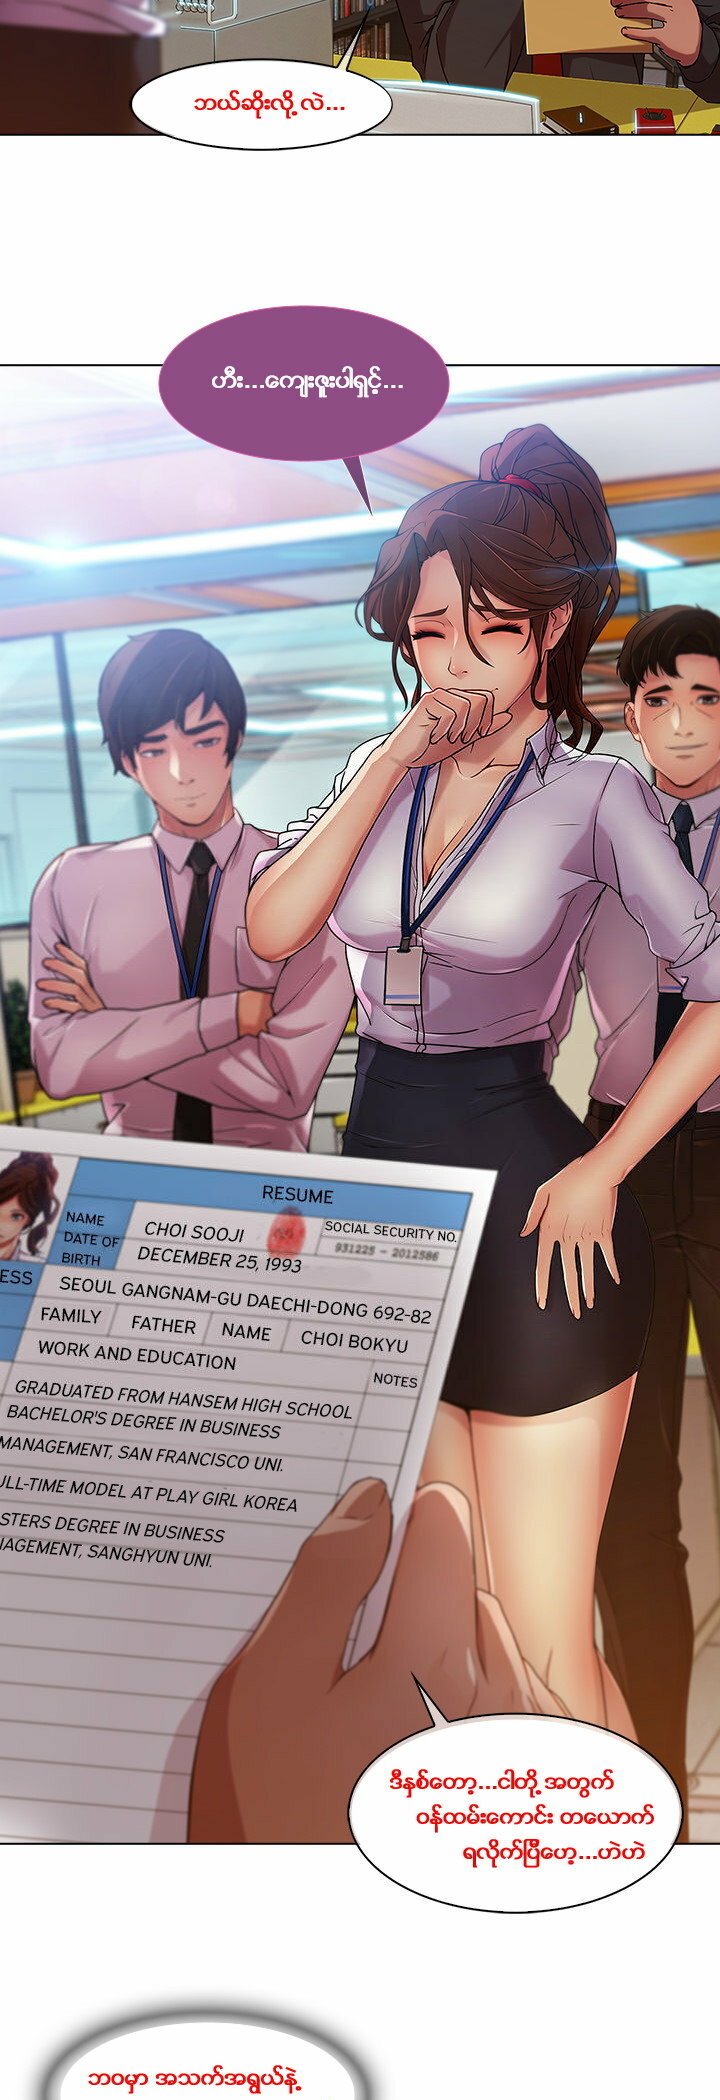 ဘယ်ဆိုးလို့ လဲ...
ဟီး...ကျေးဇူးပါရှင့်...
RESUME
NAME
DATE OF
BIRTH
CHOI SOOJI
DECEMBER 25, 1993
SOCIAL SECURITY NO.
931225 - 2012586
ESS
SEOUL GANGNAM-GU DAECHI-DONG 692-82
FAMILY
FATHER
NAME
CHOI BOKYU
WORK AND EDUCATION
NOTES
GRADUATED FROM HANSEM HIGH SCHOOL
BACHELOR'S DEGREE IN BUSINESS
MANAGEMENT, SAN FRANCISCO UNI.
ULL-TIME MODEL AT PLAY GIRL KOREA
STERS DEGREE IN BUSINESS
NAGEMENT, SANGHYUN UNI.
ဒီနှစ်တော့...ငါတို့ အတွက်
ဝန်ထမ်းကောင်း တယောက်
ရလိုက်ပြီဟေ့...ဟဲဟဲ
ဘဝမှာ အသက်အရွယ်နဲ့